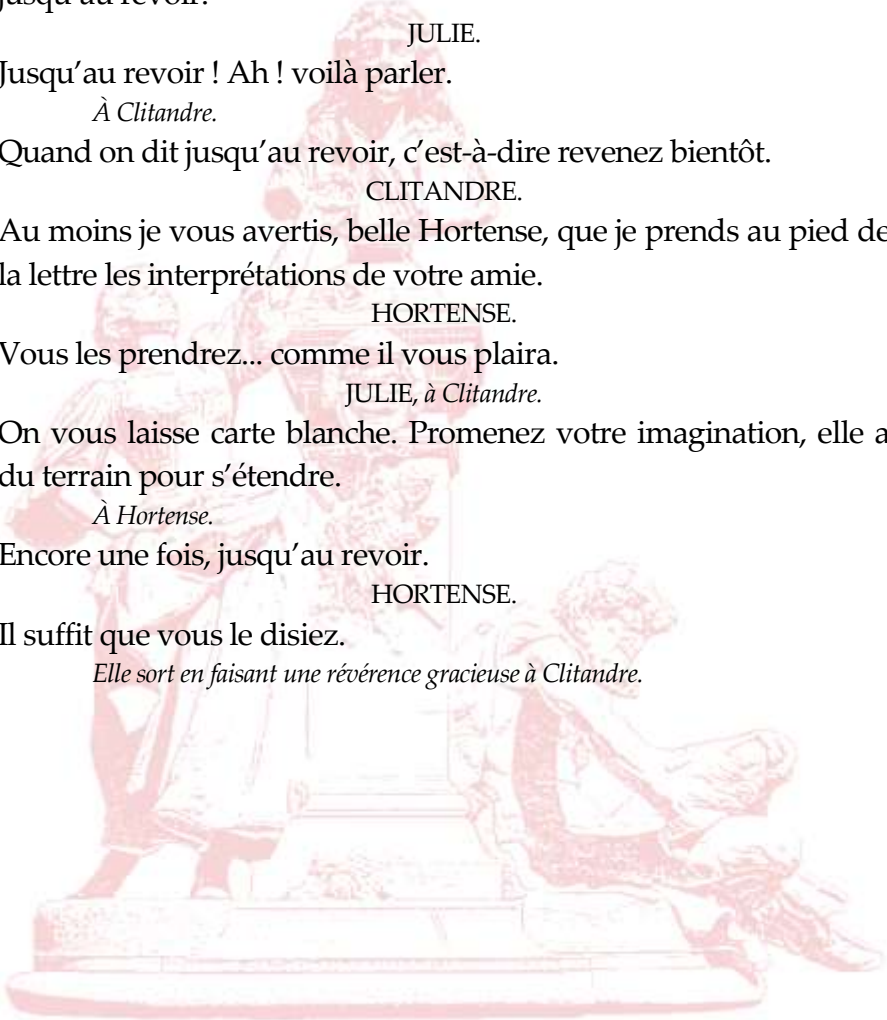 jusqu'au revoir.
JULIE.
Jusqu’au revoir ! Ah ! voilà parler.
À Clitandre.
Quand on dit jusqu’au revoir, c’est-à-dire revenez bientôt.
CLITANDRE.
Au moins je vous avertis, belle Hortense, que je prends au pied de
la lettre les interprétations de votre amie.
HORTENSE.
Vous les prendrez... comme il vous plaira.
JULIE, à Clitandre.
On vous laisse carte blanche. Promenez votre imagination, elle a
du terrain pour s’étendre.
À Hortense.
Encore une fois, jusqu’au revoir.
HORTENSE.
Il suffit que vous le disiez.
Elle sort en faisant une révérence gracieuse à Clitandre.